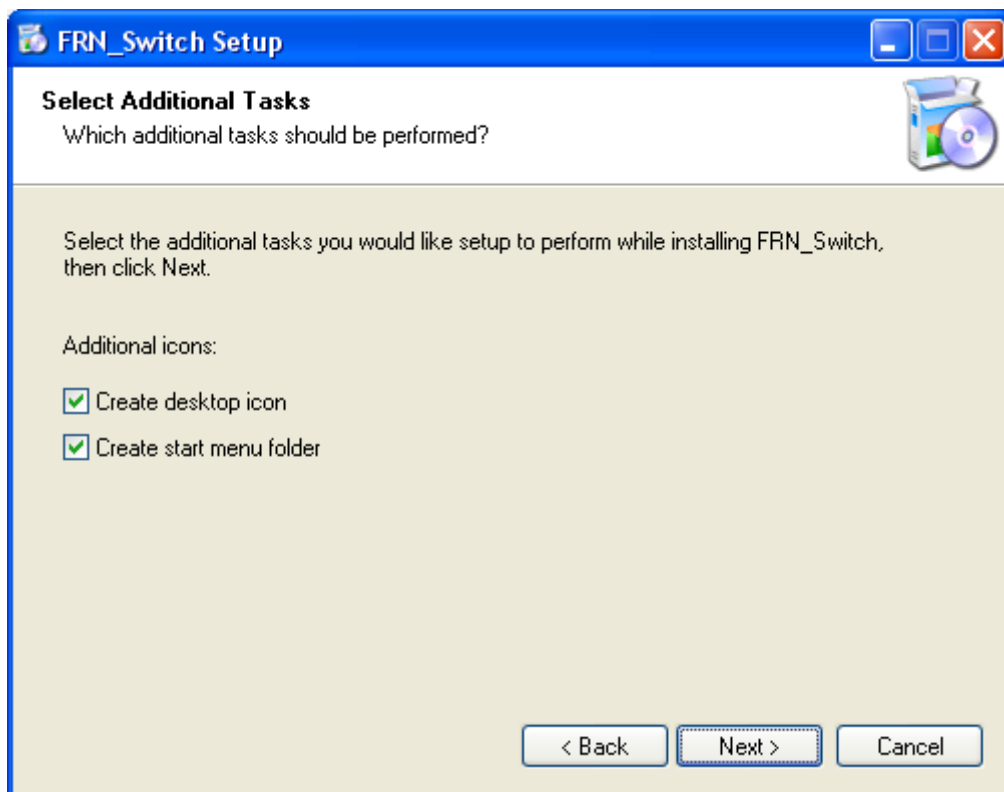 FRN_Switch Setup
Select Additional Tasks
Which additional tasks should be performed?
Select the additional tasks you would like setup to perform while installing FRN_Switch,
then click Next.
Additional icons:
Create desktop icon
Create start menu folder
< Back Next > Cancel